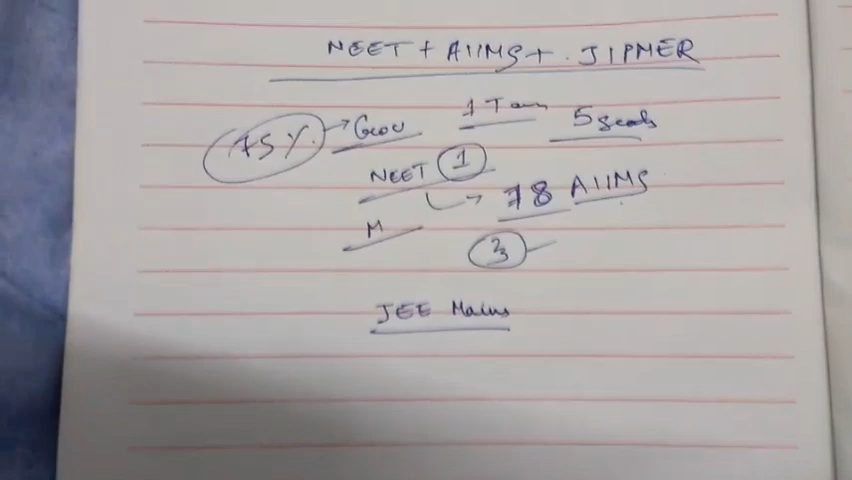 NEET + AIIMS + JIPMER
75%. → Gov 1 Tam 5 seats
NEET 1
→ 78 AIIMS
M
3
JEE Mains